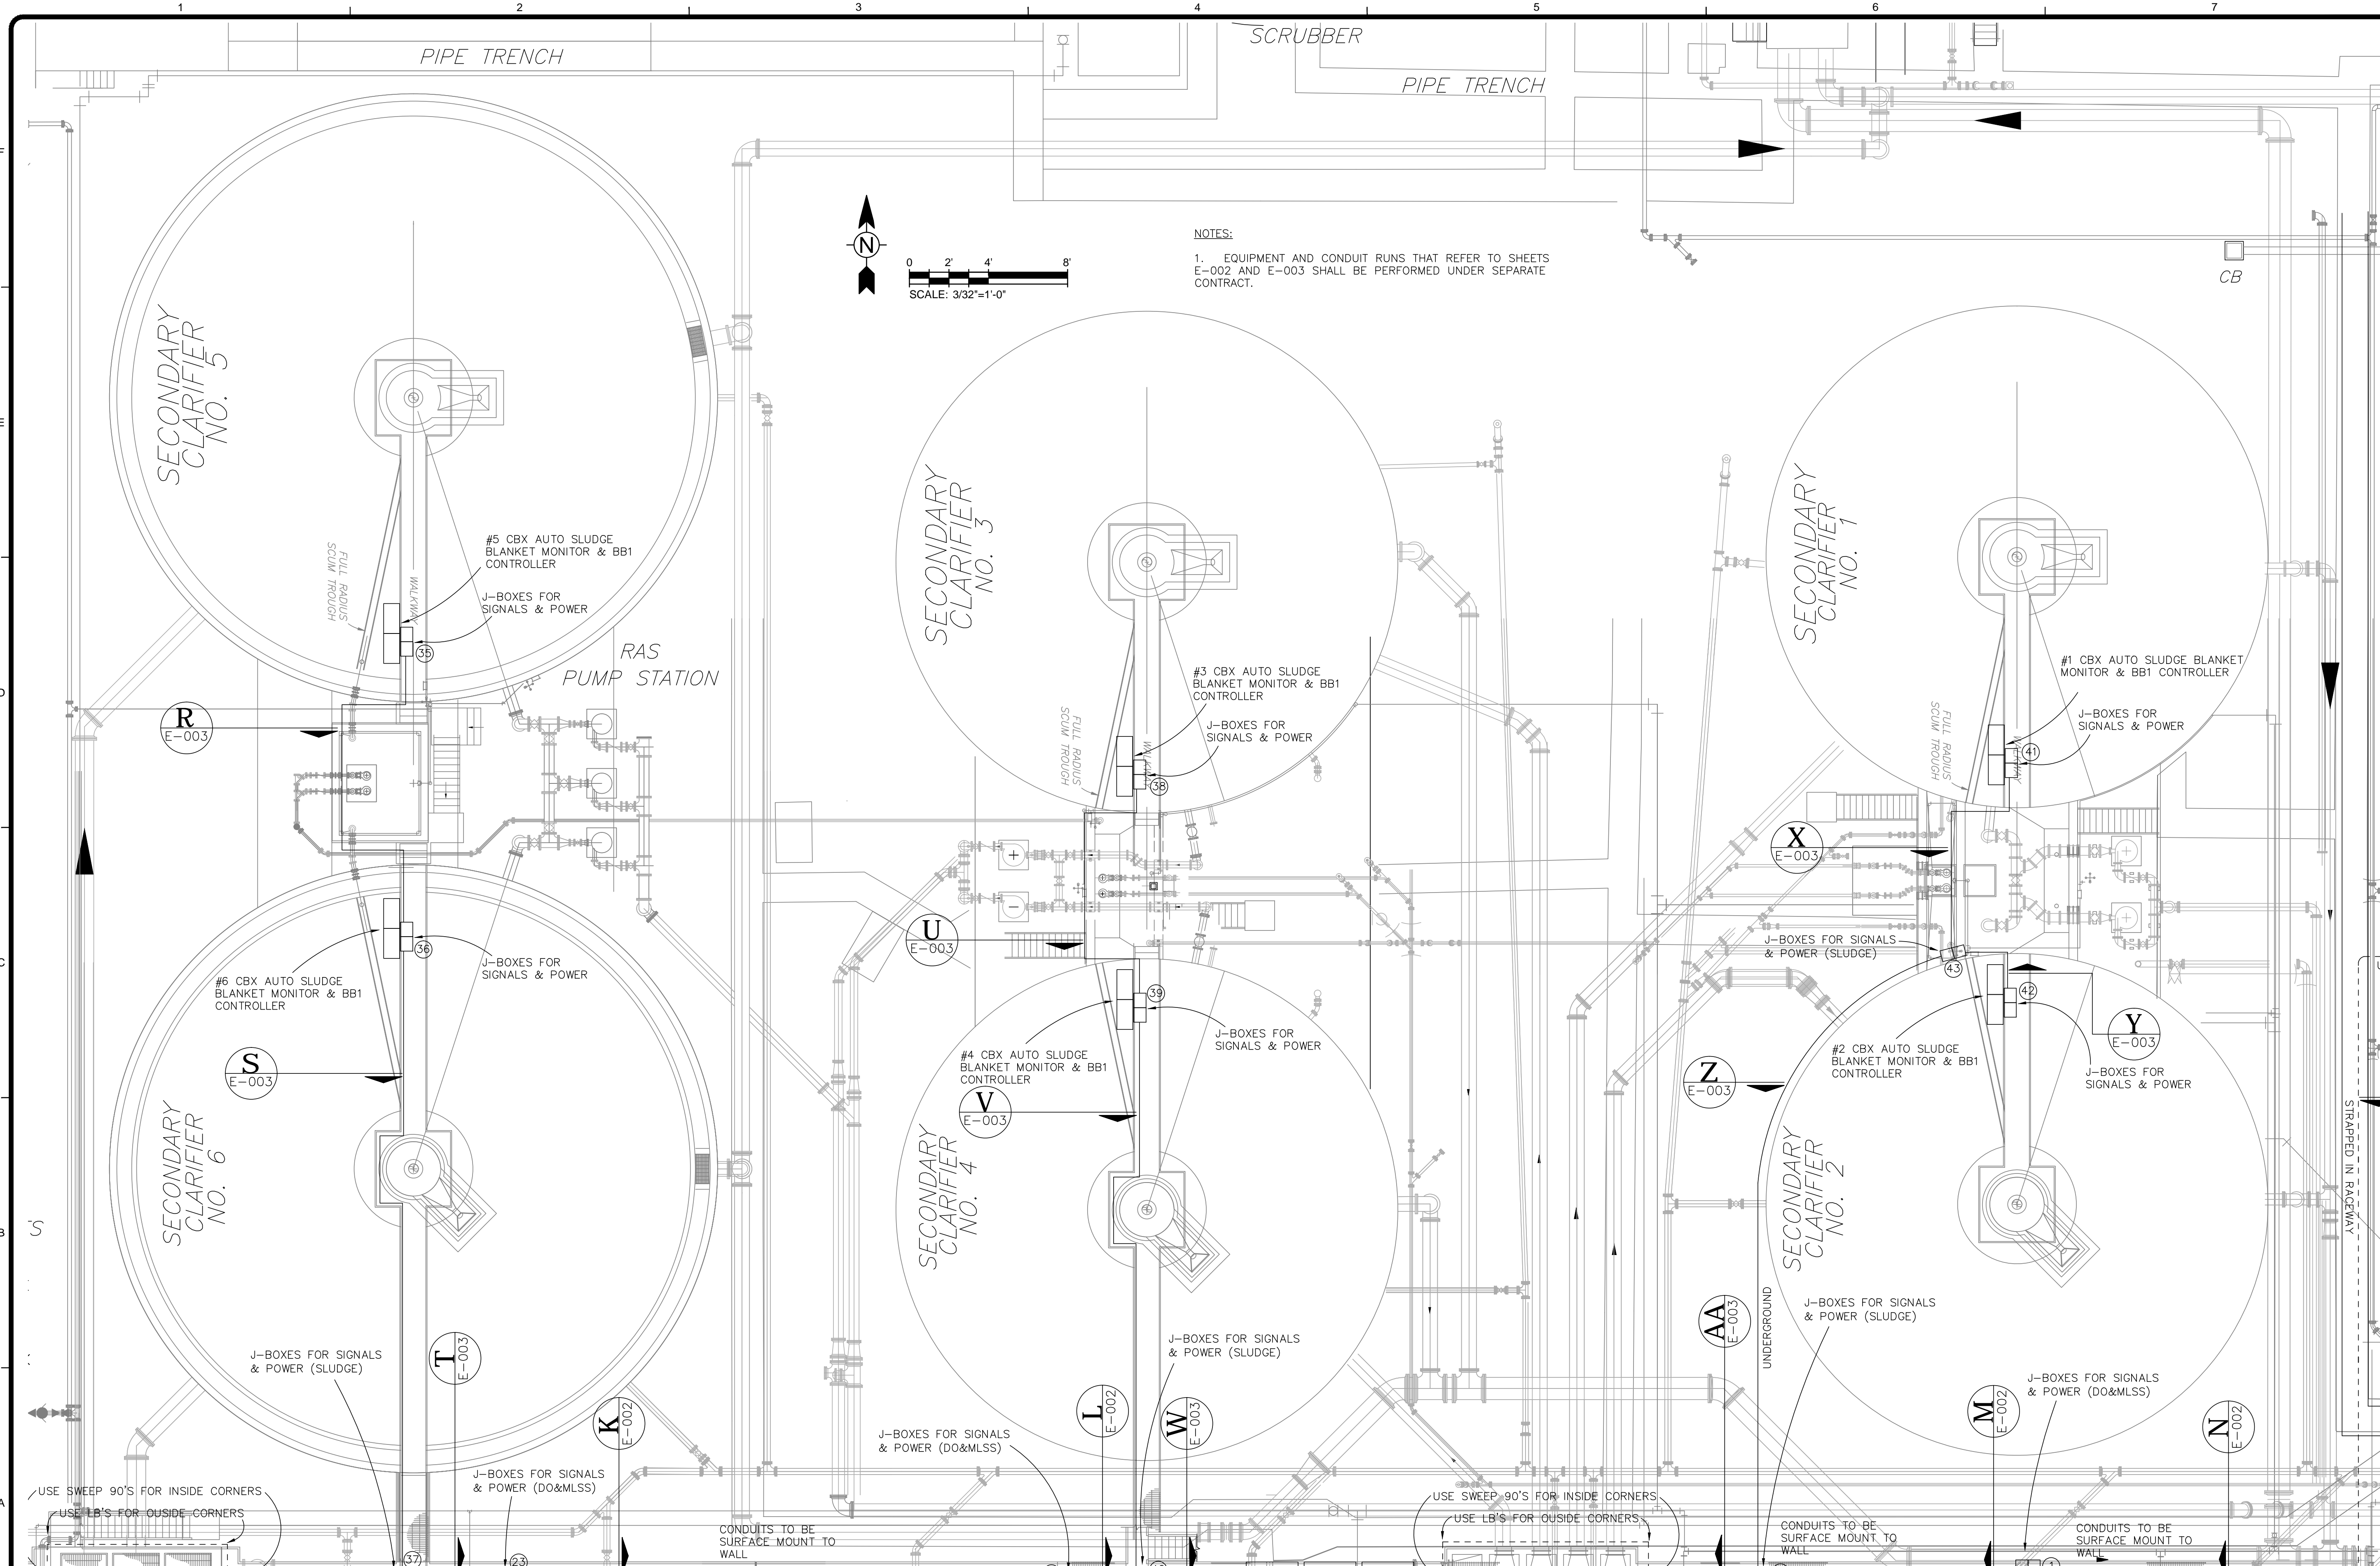 1
2
3
4
5
6
7
F
E
D
C
B
A
PIPE TRENCH
SCRUBBER
PIPE TRENCH
N
0 2' 4' 8'
SCALE: 3/32"=1'-0"
NOTES:
1. EQUIPMENT AND CONDUIT RUNS THAT REFER TO SHEETS
E-002 AND E-003 SHALL BE PERFORMED UNDER SEPARATE
CONTRACT.
CB
SECONDARY
CLARIFIER
NO. 5
FULL RADIUS
SCUM TROUGH
WALKWAY
#5 CBX AUTO SLUDGE
BLANKET MONITOR & BB1
CONTROLLER
J-BOXES FOR
SIGNALS & POWER
35
RAS
PUMP STATION
R
E-003
SECONDARY
CLARIFIER
NO. 3
FULL RADIUS
SCUM TROUGH
WALKWAY
#3 CBX AUTO SLUDGE
BLANKET MONITOR & BB1
CONTROLLER
J-BOXES FOR
SIGNALS & POWER
38
SECONDARY
CLARIFIER
NO. 1
FULL RADIUS
SCUM TROUGH
WALKWAY
#1 CBX AUTO SLUDGE BLANKET
MONITOR & BB1 CONTROLLER
J-BOXES FOR
SIGNALS & POWER
41
X
E-003
U
E-003
36
J-BOXES FOR
SIGNALS & POWER
#6 CBX AUTO SLUDGE
BLANKET MONITOR & BB1
CONTROLLER
S
E-003
SECONDARY
CLARIFIER
NO. 6
39
J-BOXES FOR
SIGNALS & POWER
#4 CBX AUTO SLUDGE
BLANKET MONITOR & BB1
CONTROLLER
V
E-003
SECONDARY
CLARIFIER
NO. 4
J-BOXES FOR SIGNALS
& POWER (SLUDGE)
43
42
#2 CBX AUTO SLUDGE
BLANKET MONITOR & BB1
CONTROLLER
Y
E-003
J-BOXES FOR
SIGNALS & POWER
Z
E-003
SECONDARY
CLARIFIER
NO. 2
STRAPPED IN RACEWAY
UNDERGROUND
AA
E-003
J-BOXES FOR SIGNALS
& POWER (SLUDGE)
J-BOXES FOR SIGNALS
& POWER (SLUDGE)
T
E-003
K
E-002
J-BOXES FOR SIGNALS
& POWER (SLUDGE)
L
E-002
W
E-003
J-BOXES FOR SIGNALS
& POWER (DO&MLSS)
M
E-002
J-BOXES FOR SIGNALS
& POWER (DO&MLSS)
N
E-002
J-BOXES FOR SIGNALS
& POWER (DO&MLSS)
USE SWEEP 90'S FOR INSIDE CORNERS
USE LB'S FOR OUSIDE CORNERS
37
23
CONDUITS TO BE
SURFACE MOUNT TO
WALL
USE SWEEP 90'S FOR INSIDE CORNERS
USE LB'S FOR OUSIDE CORNERS
CONDUITS TO BE
SURFACE MOUNT TO
WALL
CONDUITS TO BE
SURFACE MOUNT TO
WALL